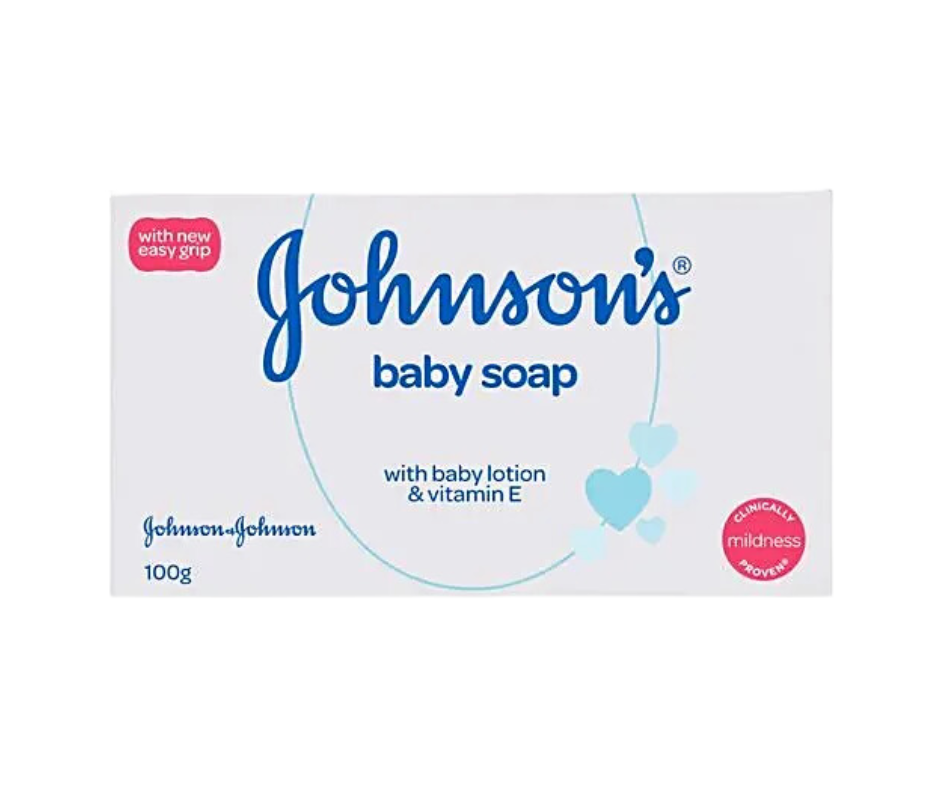 with new
easy grip
Johnson's®
baby soap
with baby lotion
& vitamin E
Johnson & Johnson
100g
CLINICALLY
mildness
PROVEN®